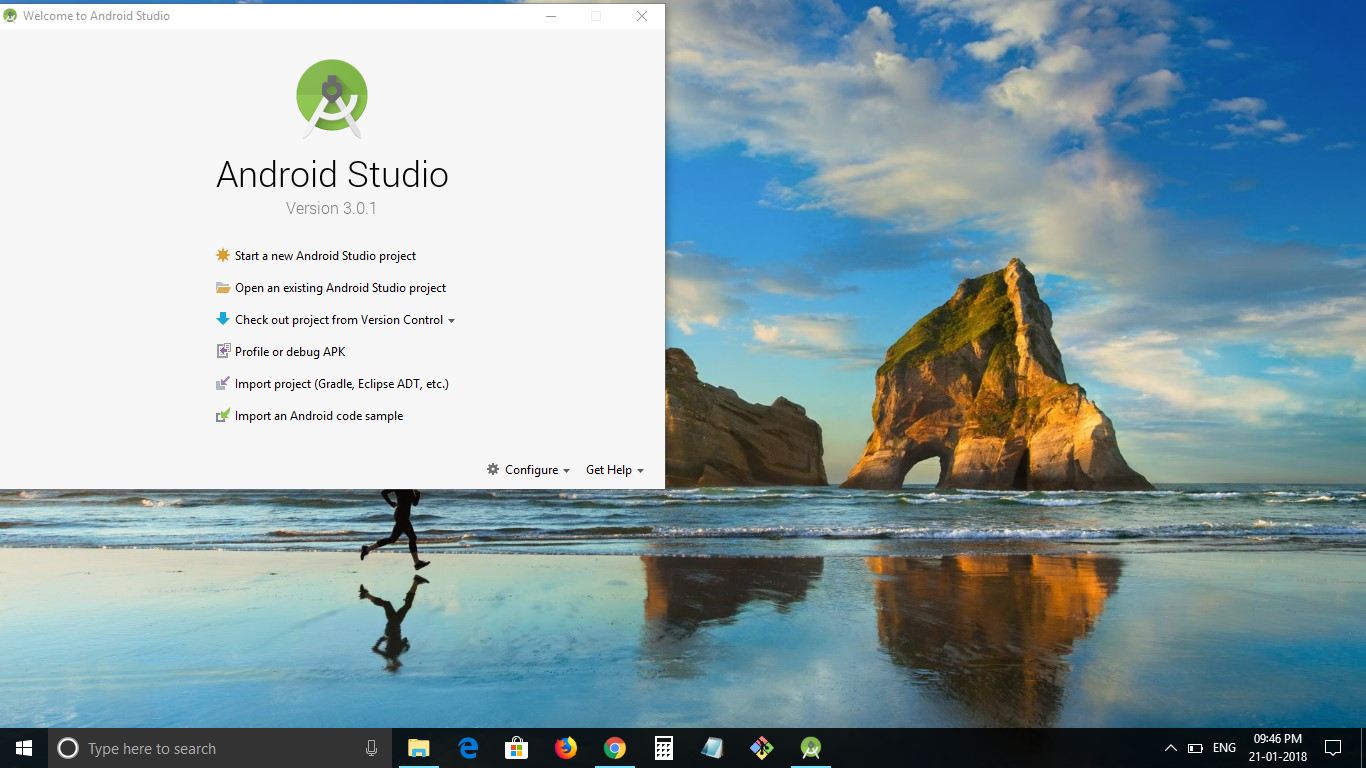 Welcome to Android Studio
Android Studio
Version 3.0.1
Start a new Android Studio project
Open an existing Android Studio project
Check out project from Version Control
Profile or debug APK
Import project (Gradle, Eclipse ADT, etc.)
Import an Android code sample
Configure
Get Help
Type here to search
ENG
09:46 PM
21-01-2018